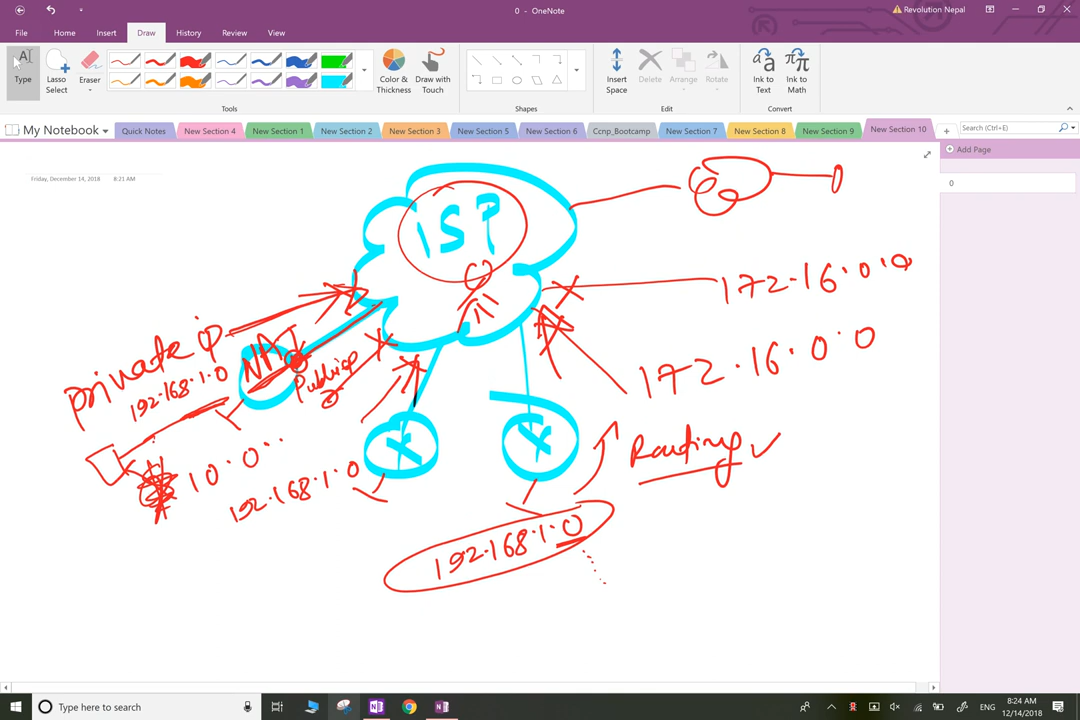 0 - OneNote
Revolution Nepal
File
Home
Insert
Draw
History
Review
View
Type
Lasso
Select
Eraser
Color &
Thickness
Draw with
Touch
Insert
Space
Delete
Arrange
Rotate
Ink to
Text
Ink to
Math
Tools
Shapes
Edit
Convert
My Notebook
Quick Notes
New Section 4
New Section 1
New Section 2
New Section 3
New Section 5
New Section 6
Ccnp_Bootcamp
New Section 7
New Section 8
New Section 9
New Section 10
Search (Ctrl+E)
Add Page
0
Friday, December 14, 2018
8:21 AM
ISP
172.16.0.0
private ip
NAT
172.16.0.0
192.168.1.0
Public ip
X
X
Routing
10.0..
192.168.1.0
192.168.1.0
Type here to search
ENG
8:24 AM
12/14/2018